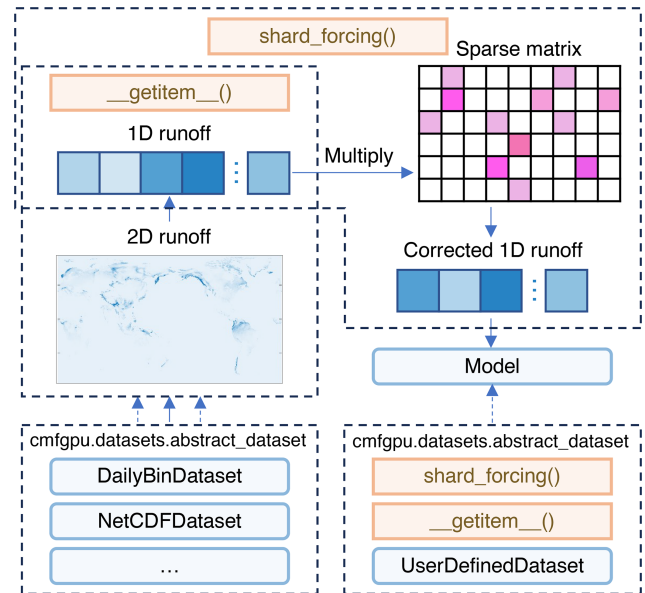 shard_forcing()
Sparse matrix
__getitem__()
1D runoff
Multiply
2D runoff
Corrected 1D runoff
Model
cmfgpu.datasets.abstract_dataset
DailyBinDataset
NetCDFDataset
...
cmfgpu.datasets.abstract_dataset
shard_forcing()
__getitem__()
UserDefinedDataset